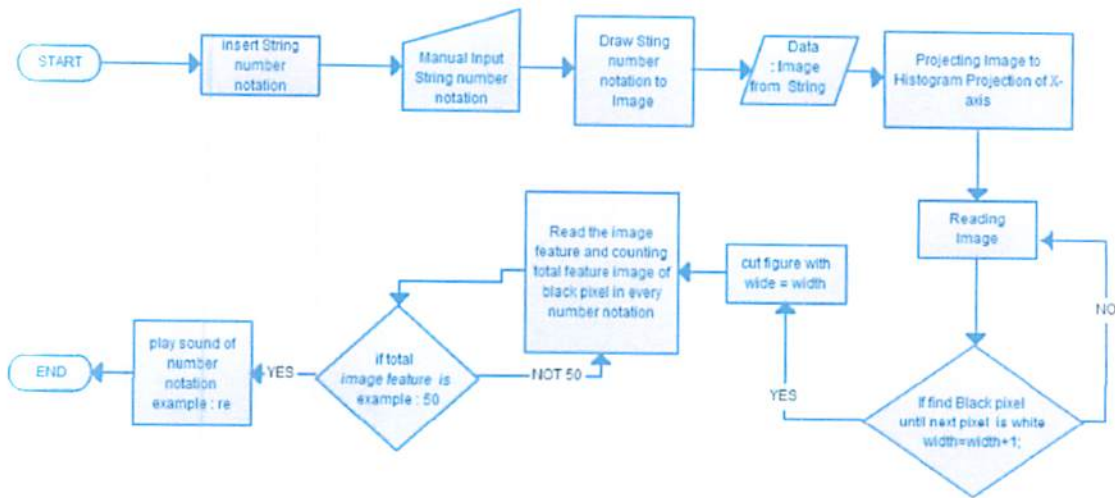 START
insert String
number
notation
Manual Input
String number
notation
Draw Sting
number
notation to
Image
Data
: Image
from String
Projecting Image to
Histogram Projection of X-
axis
Reading
Image
NO
If find Black pixel
until next pixel is white
width=width+1;
YES
cut figure with
wide = width
Read the image
feature and counting
total feature image of
black pixel in every
number notation
NOT 50
if total
image feature is
example : 50
YES
play sound of
number
notation
example : re
END